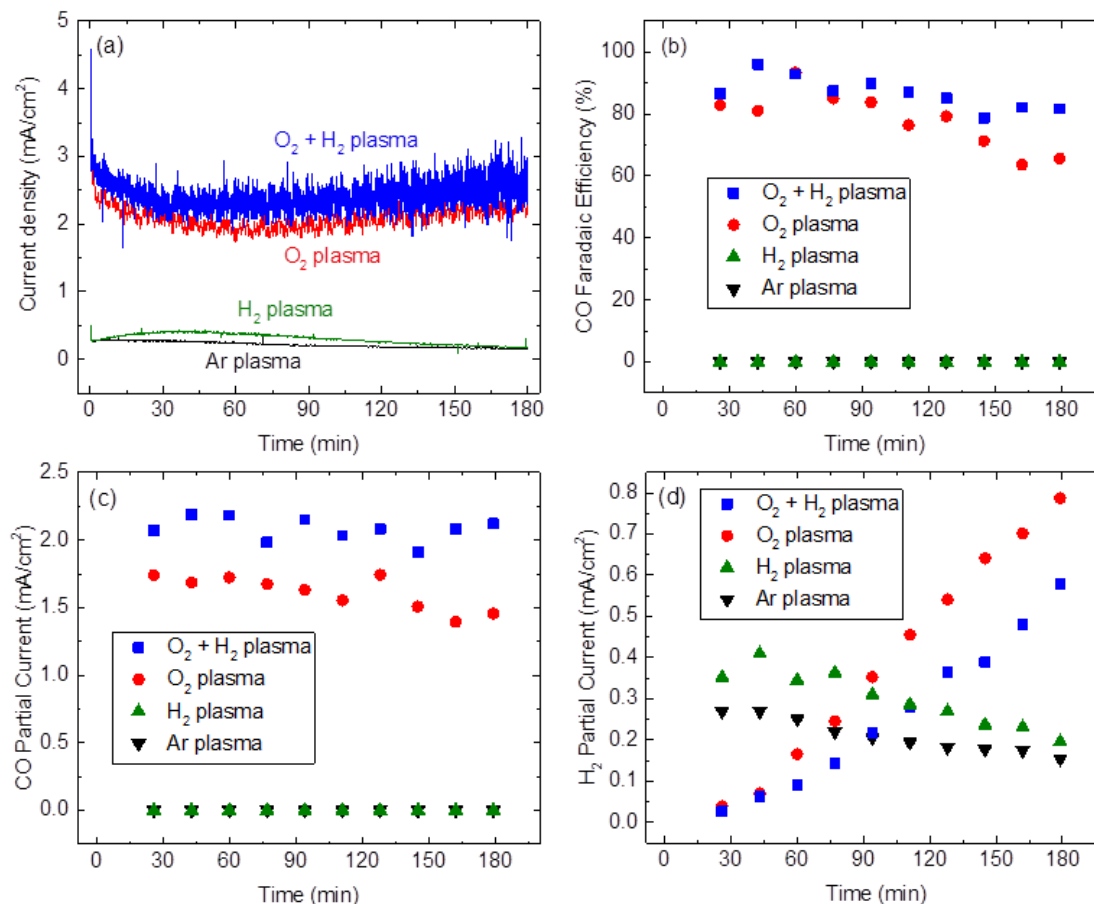 (a)
Current density (mA/cm²)
5
4
3
2
1
0
O₂ + H₂ plasma
O₂ plasma
H₂ plasma
Ar plasma
0 30 60 90 120 150 180
Time (min)
(b)
CO Faradaic Efficiency (%)
100
80
60
40
20
0
O₂ + H₂ plasma
O₂ plasma
H₂ plasma
Ar plasma
0 30 60 90 120 150 180
Time (min)
(c)
CO Partial Current (mA/cm²)
2.5
2.0
1.5
1.0
0.5
0.0
O₂ + H₂ plasma
O₂ plasma
H₂ plasma
Ar plasma
0 30 60 90 120 150 180
Time (min)
(d)
H₂ Partial Current (mA/cm²)
0.8
0.7
0.6
0.5
0.4
0.3
0.2
0.1
0.0
O₂ + H₂ plasma
O₂ plasma
H₂ plasma
Ar plasma
0 30 60 90 120 150 180
Time (min)